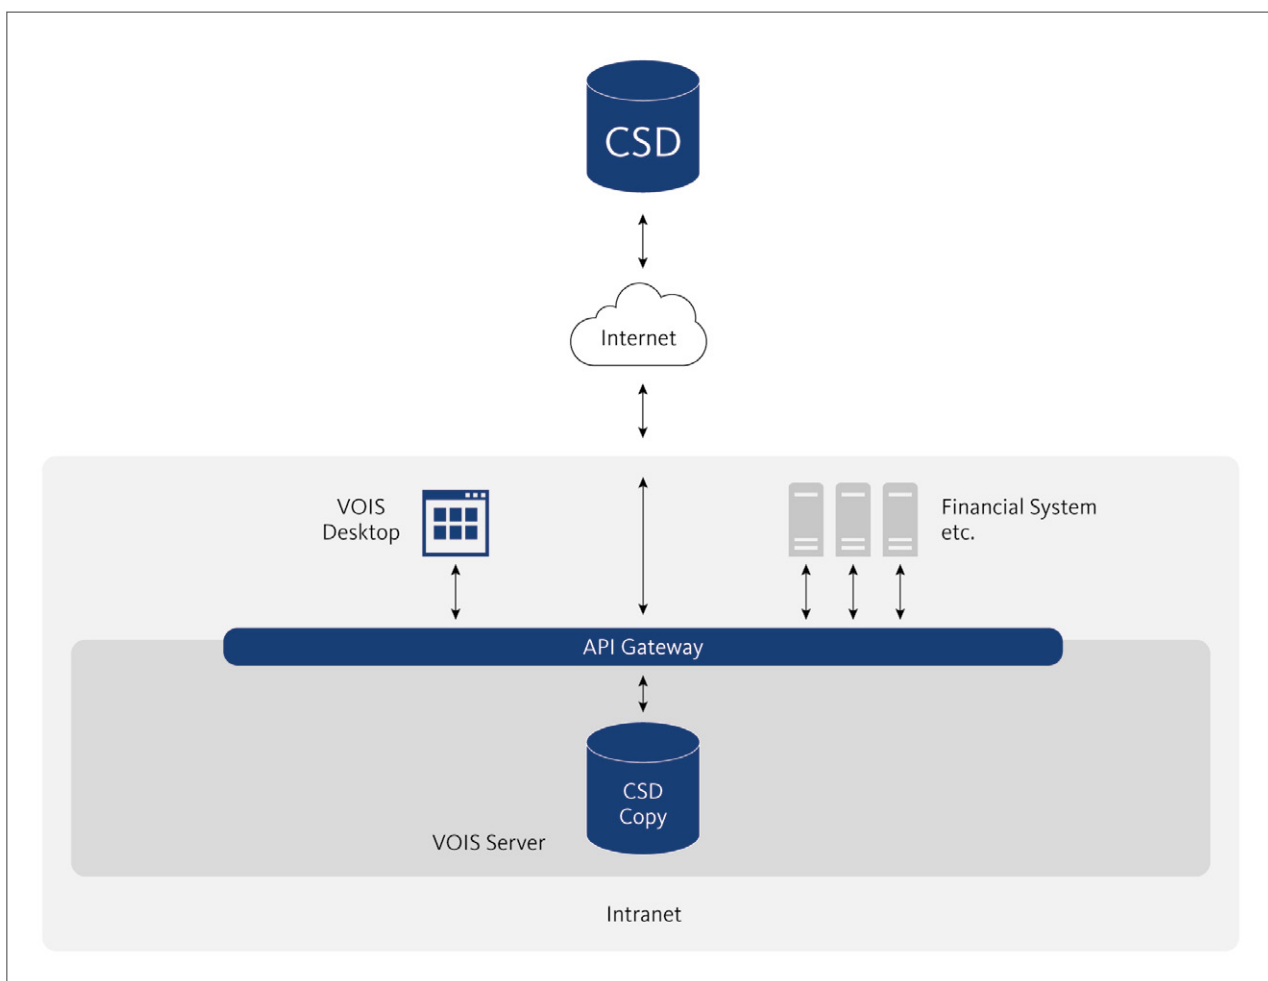 CSD
Internet
VOIS
Desktop
Financial System
etc.
API Gateway
CSD
Copy
VOIS Server
Intranet